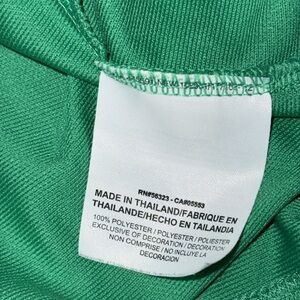 RN#56323 - CA#05553
MADE IN THAILAND/FABRIQUE EN
THAILANDE/HECHO EN TAILANDIA
100% POLYESTER / POLYESTER / POLIESTER
EXCLUSIVE OF DECORATION / DECORATION
NON COMPRISE / NO INCLUYE LA
DECORACION